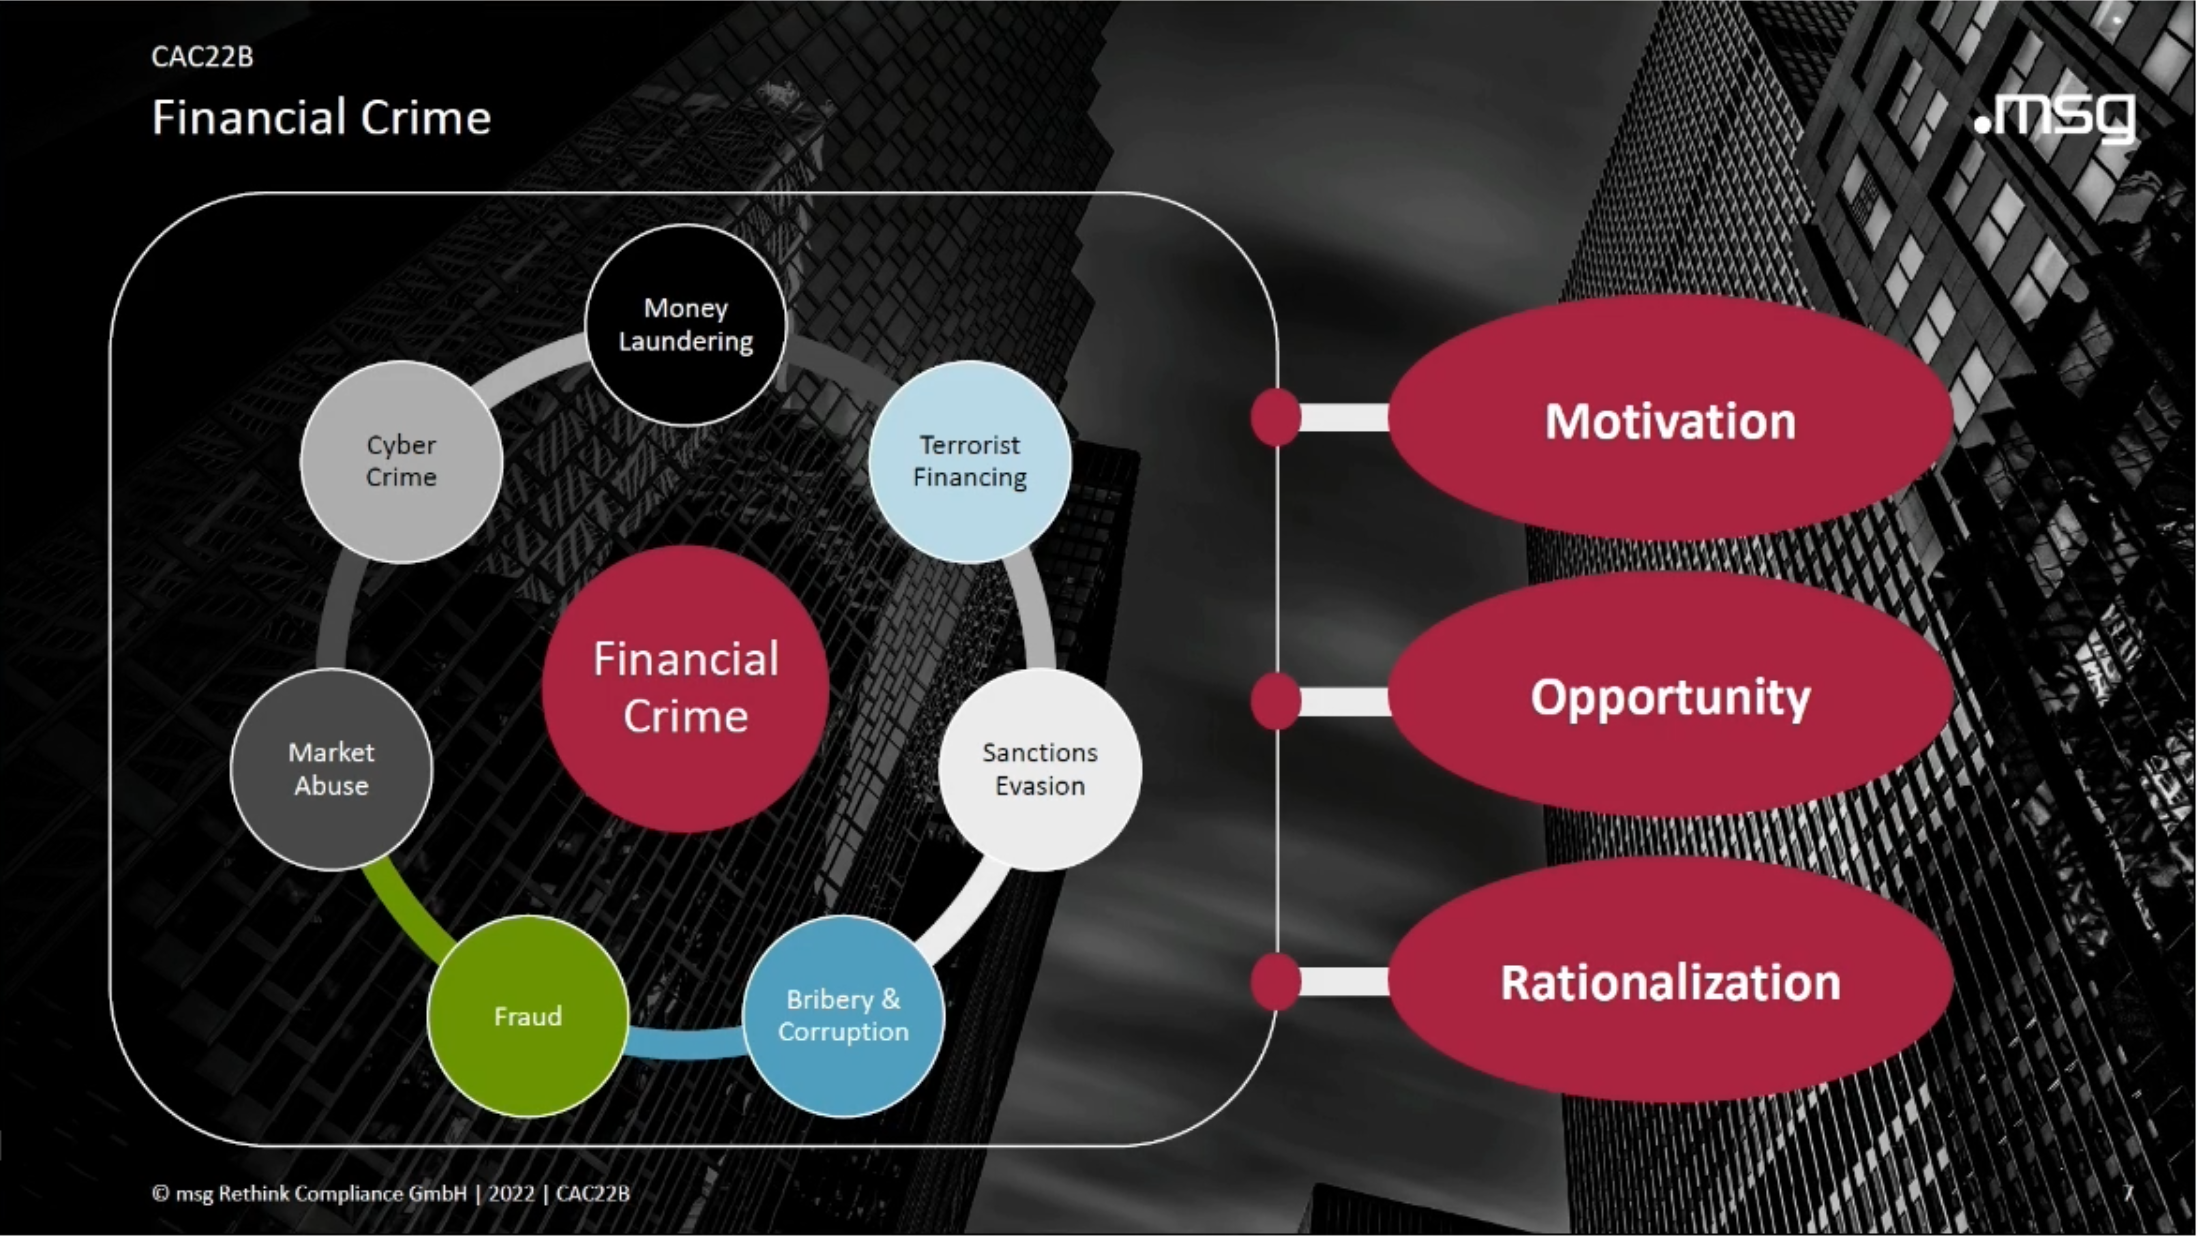 CAC22B
Financial Crime
.msg
Money
Laundering
Cyber
Crime
Terrorist
Financing
Financial
Crime
Market
Abuse
Sanctions
Evasion
Fraud
Bribery &
Corruption
Motivation
Opportunity
Rationalization
© msg Rethink Compliance GmbH | 2022 | CAC22B
7